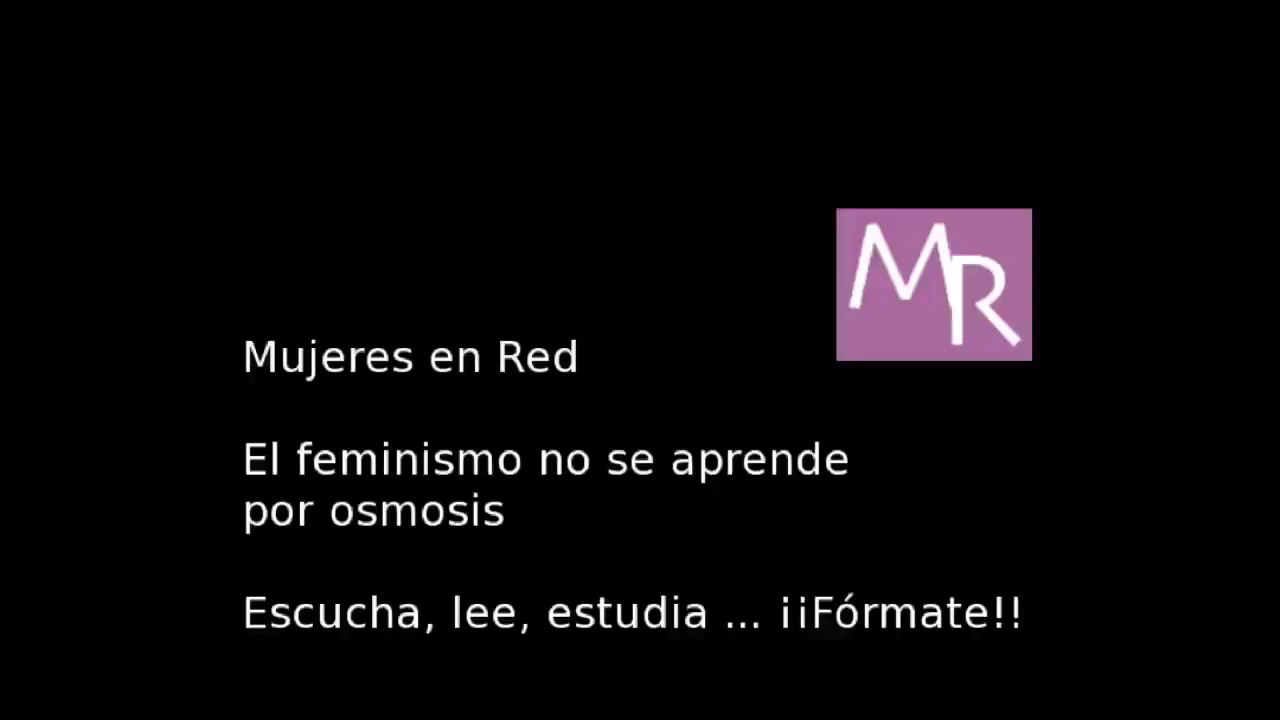 MR
Mujeres en Red
El feminismo no se aprende
por osmosis
Escucha, lee, estudia ... ¡¡Fórmate!!